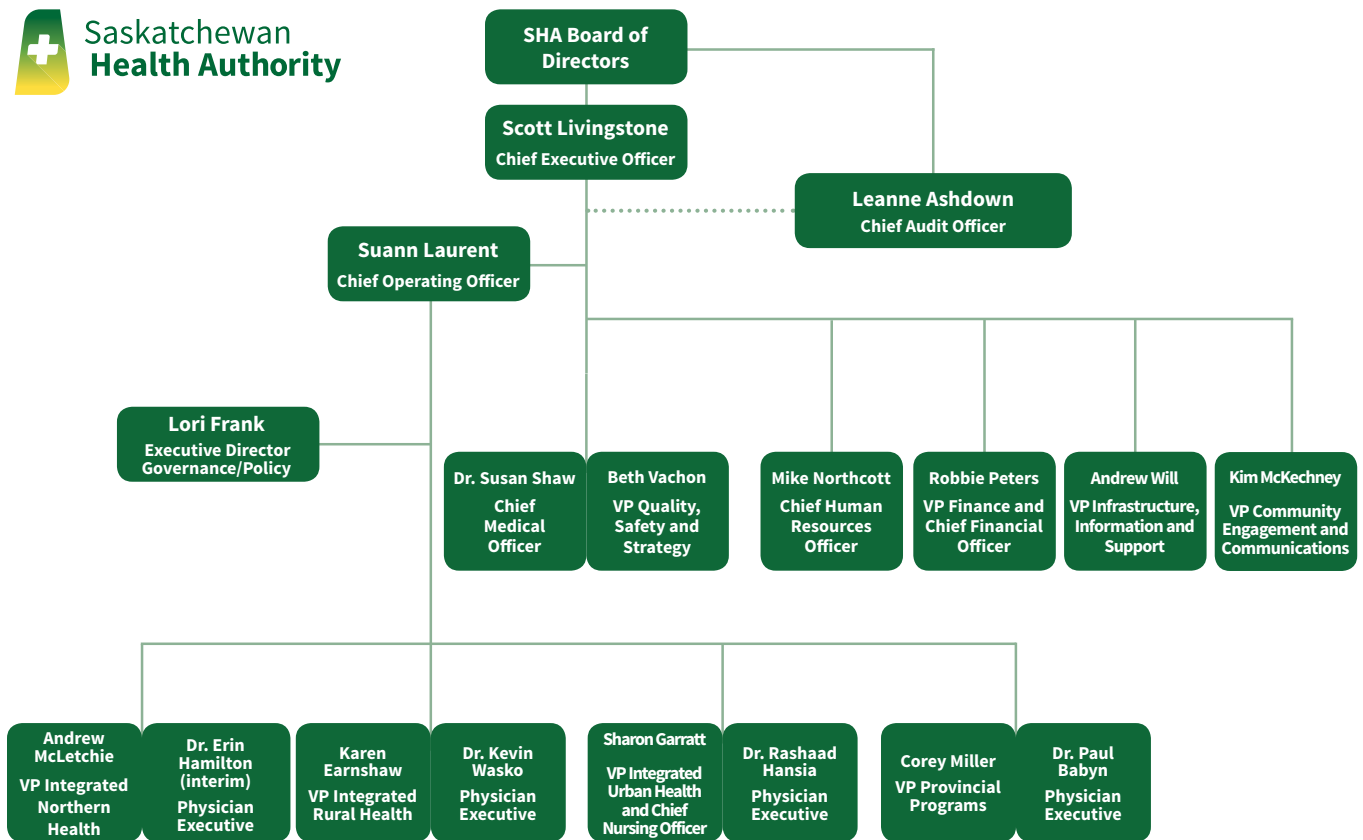 Saskatchewan
Health Authority
SHA Board of
Directors
Scott Livingstone
Chief Executive Officer
Leanne Ashdown
Chief Audit Officer
Suann Laurent
Chief Operating Officer
Lori Frank
Executive Director
Governance/Policy
Dr. Susan Shaw
Chief
Medical
Officer
Beth Vachon
VP Quality,
Safety and
Strategy
Mike Northcott
Chief Human
Resources
Officer
Robbie Peters
VP Finance and
Chief Financial
Officer
Andrew Will
VP Infrastructure,
Information and
Support
Kim McKechney
VP Community
Engagement and
Communications
Andrew
McLetchie
VP Integrated
Northern
Health
Dr. Erin
Hamilton
(interim)
Physician
Executive
Karen
Earnshaw
VP Integrated
Rural Health
Dr. Kevin
Wasko
Physician
Executive
Sharon Garratt
VP Integrated
Urban Health
and Chief
Nursing Officer
Dr. Rashaad
Hansia
Physician
Executive
Corey Miller
VP Provincial
Programs
Dr. Paul
Babyn
Physician
Executive